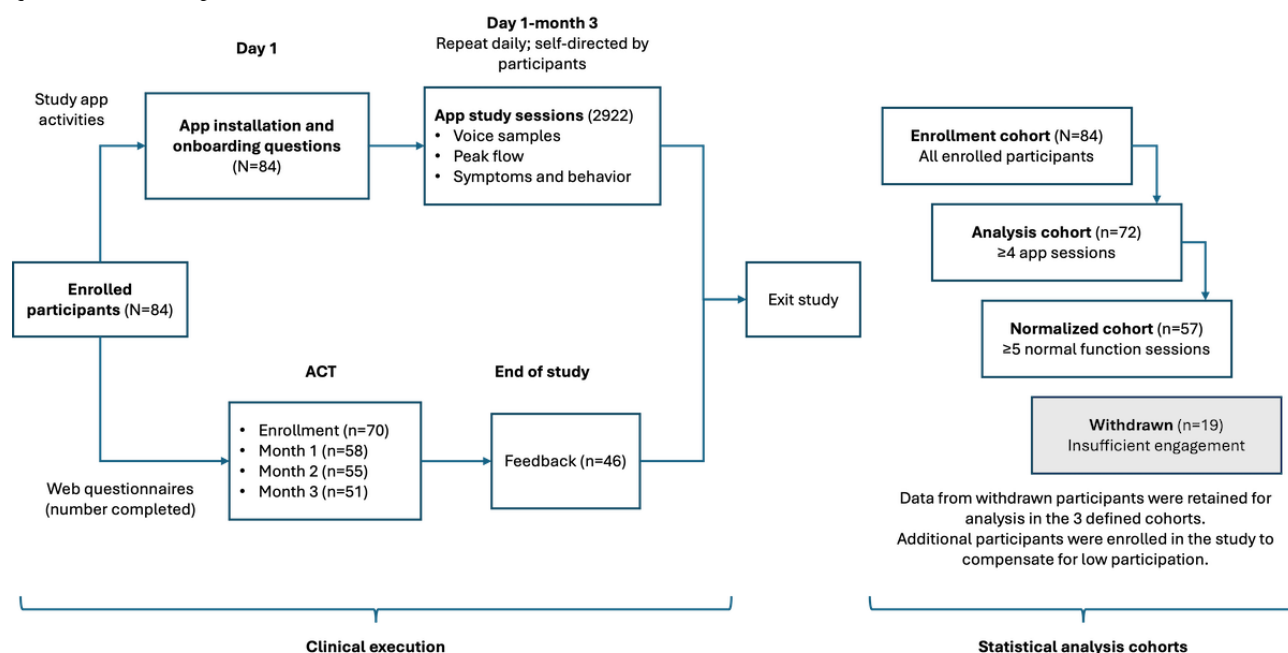 Day 1
Day 1-month 3
Repeat daily; self-directed by
participants
Study app
activities
App installation and
onboarding questions
(N=84)
App study sessions (2922)
• Voice samples
• Peak flow
• Symptoms and behavior
Enrolled
participants (N=84)
Exit study
ACT
• Enrollment (n=70)
• Month 1 (n=58)
• Month 2 (n=55)
• Month 3 (n=51)
End of study
Feedback (n=46)
Web questionnaires
(number completed)
Clinical execution
Enrollment cohort (N=84)
All enrolled participants
Analysis cohort (n=72)
≥4 app sessions
Normalized cohort (n=57)
≥5 normal function sessions
Withdrawn (n=19)
Insufficient engagement
Data from withdrawn participants were retained for
analysis in the 3 defined cohorts.
Additional participants were enrolled in the study to
compensate for low participation.
Statistical analysis cohorts